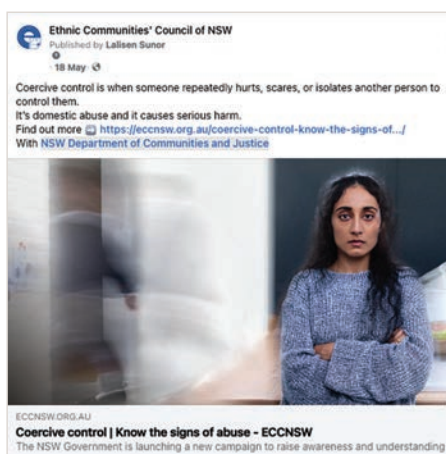 Ethnic Communities' Council of NSW
Published by Lalisen Sunor
· 18 May ·
Coercive control is when someone repeatedly hurts, scares, or isolates another person to
control them.
It's domestic abuse and it causes serious harm.
Find out more ➡️ https://eccnsw.org.au/coercive-control-know-the-signs-of.../
With NSW Department of Communities and Justice
ECCNSW.ORG.AU
Coercive control | Know the signs of abuse - ECCNSW
The NSW Government is launching a new campaign to raise awareness and understanding